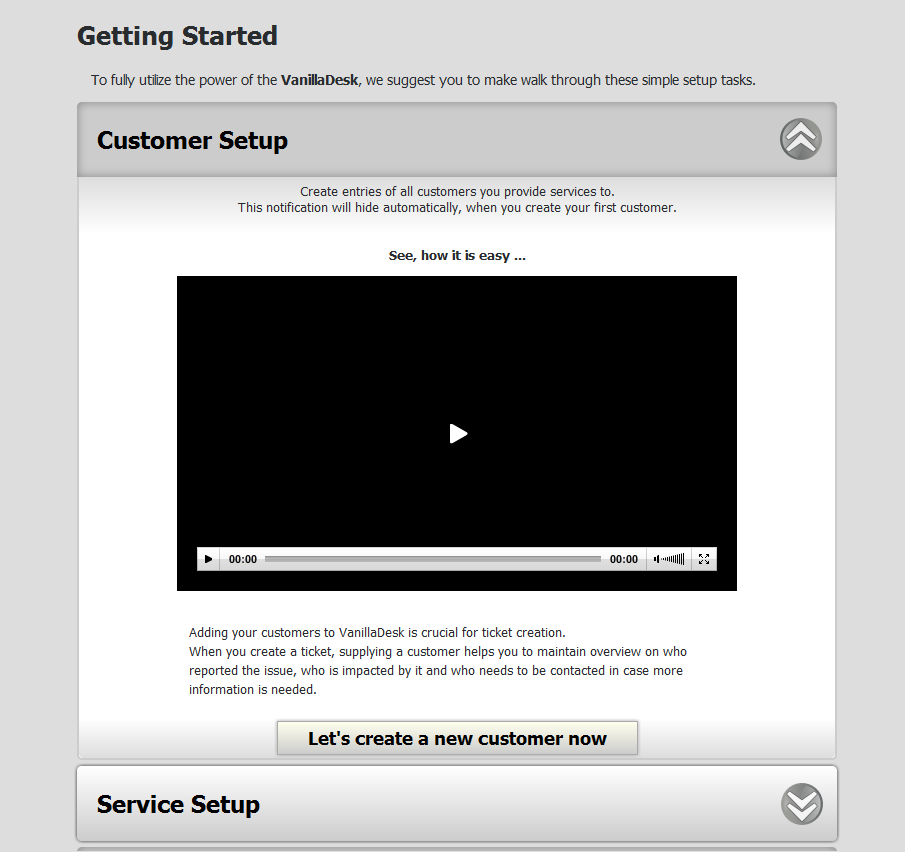 Getting Started
To fully utilize the power of the VanillaDesk, we suggest you to make walk through these simple setup tasks.
Customer Setup
Create entries of all customers you provide services to.
This notification will hide automatically, when you create your first customer.
See, how it is easy ...
00:00 00:00
Adding your customers to VanillaDesk is crucial for ticket creation.
When you create a ticket, supplying a customer helps you to maintain overview on who
reported the issue, who is impacted by it and who needs to be contacted in case more
information is needed.
Let's create a new customer now
Service Setup